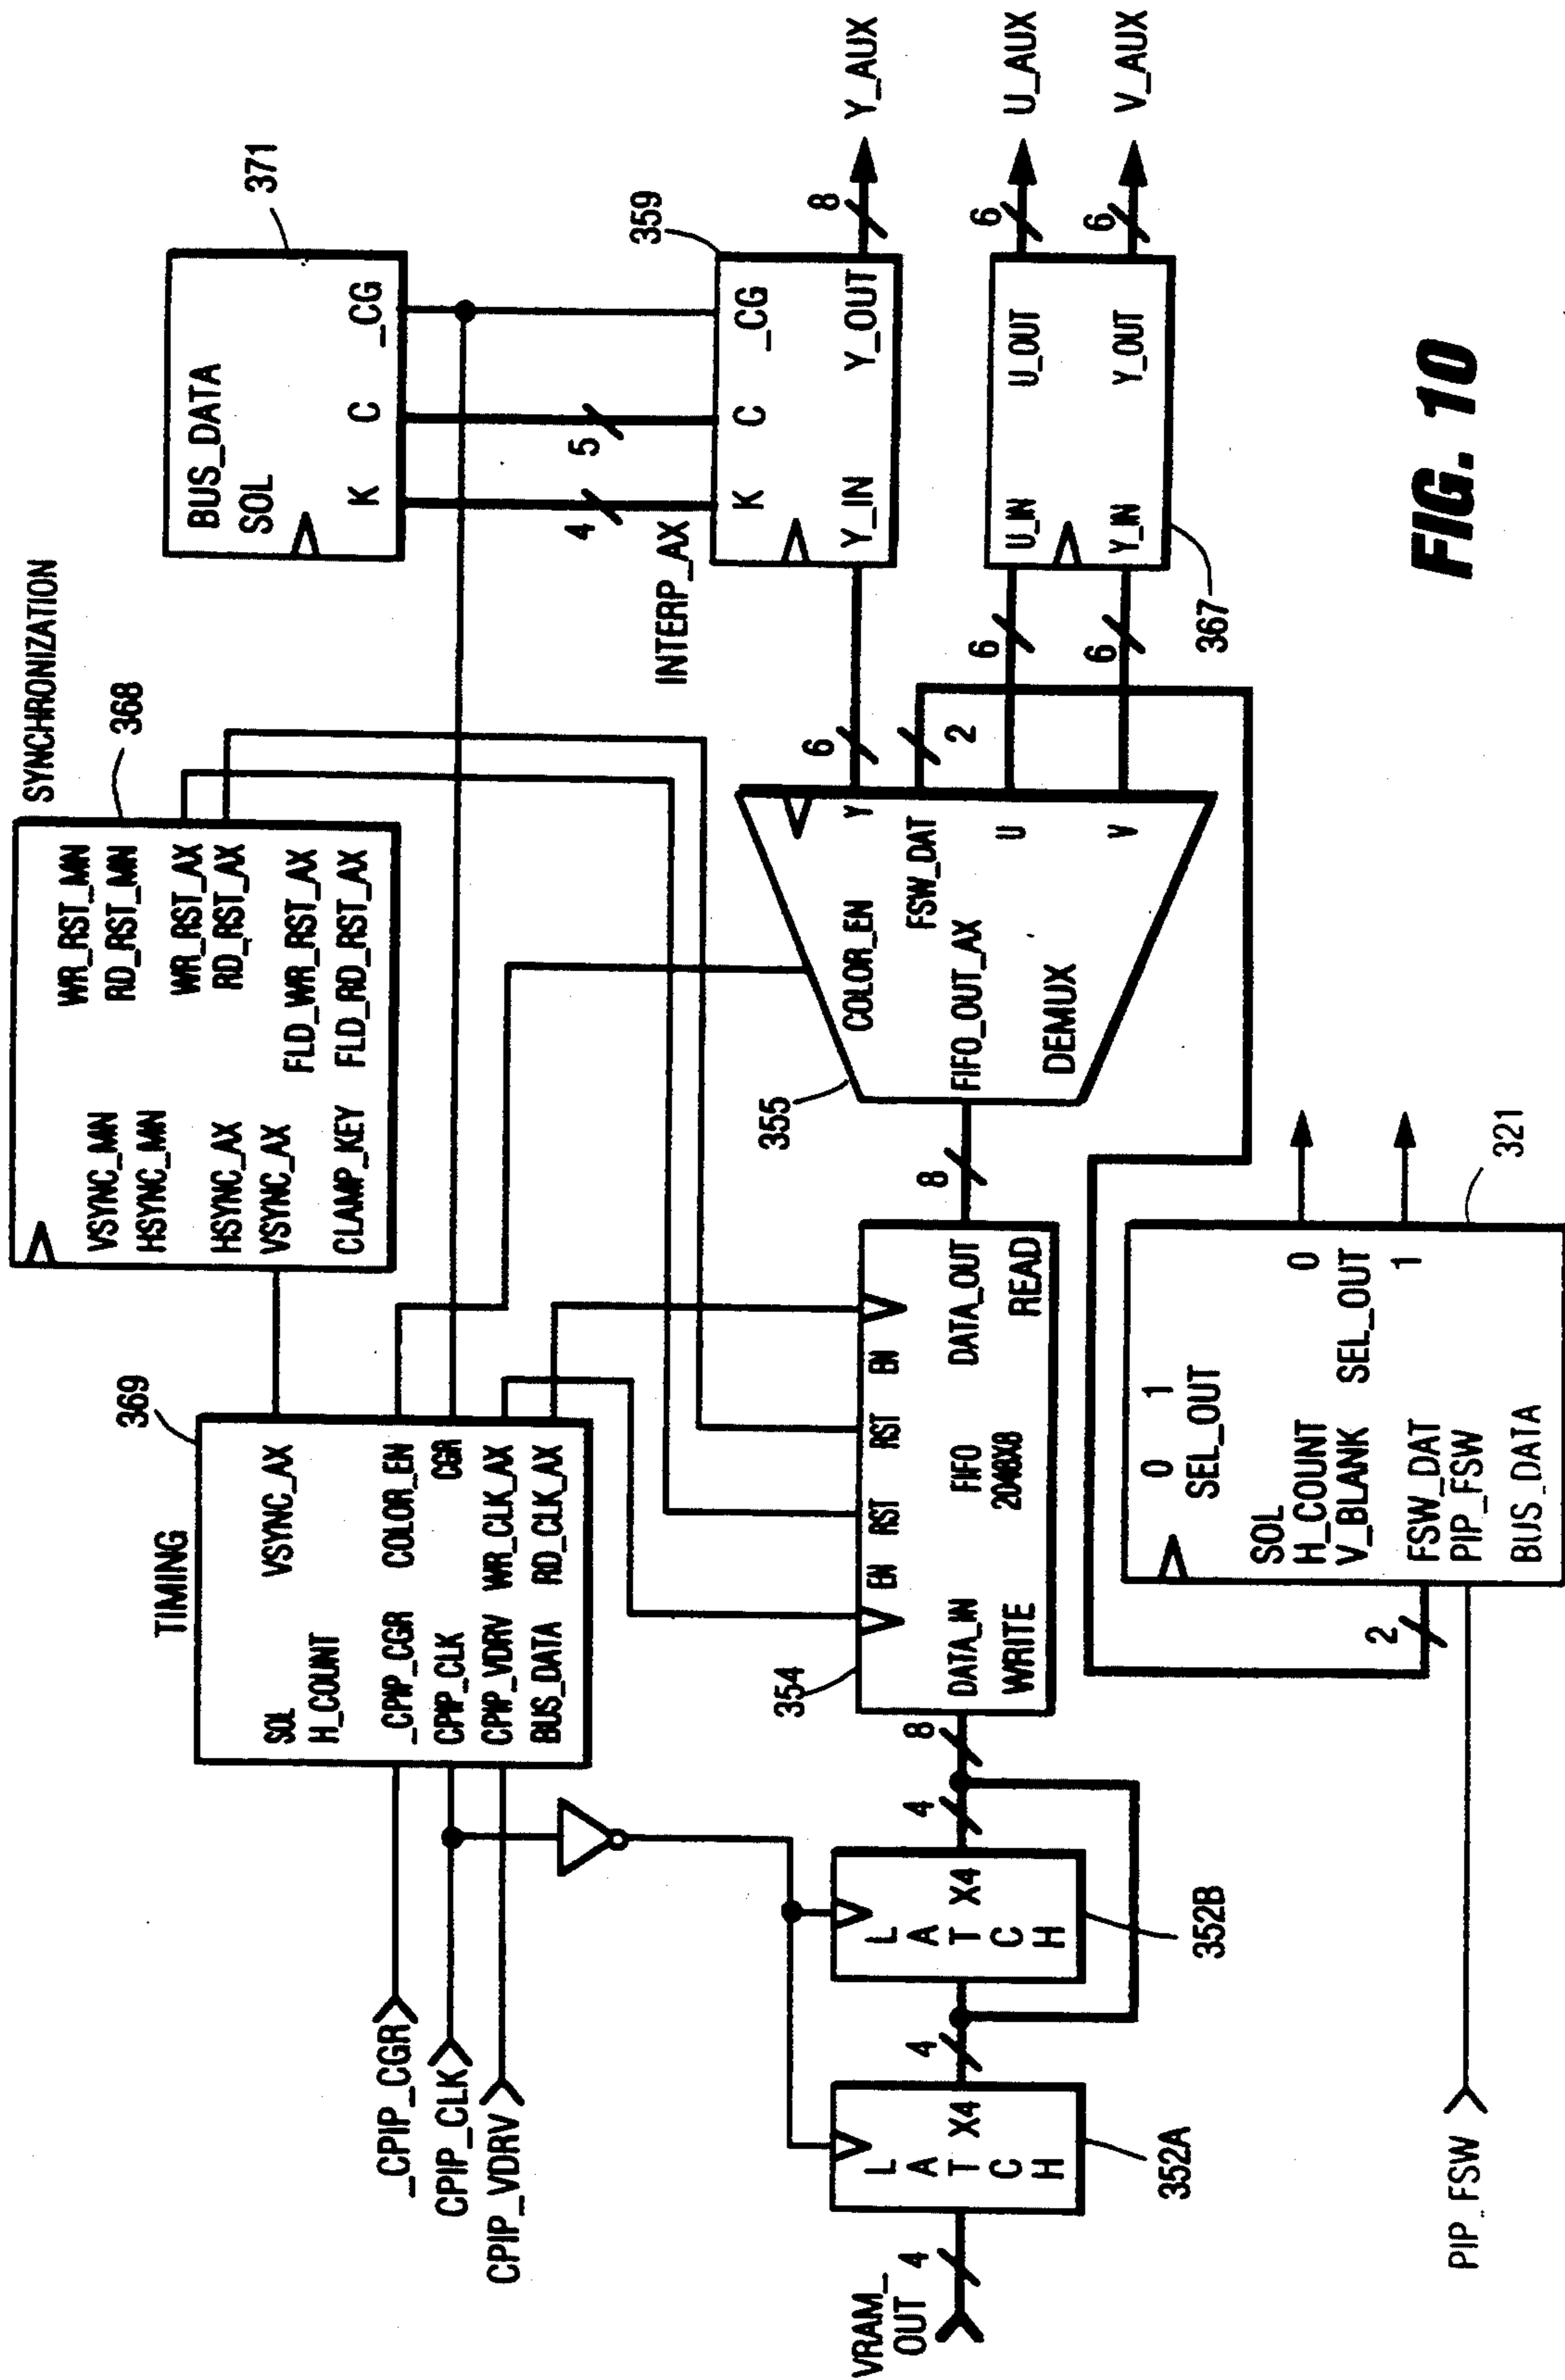 SYNCHRONIZATION
368
WR_RST_MN
RD_RST_MN
WR_RST_AX
RD_RST_AX
FLD_WR_RST_AX
FLD_RD_RST_AX
VSYNC_MN
HSYNC_MN
HSYNC_AX
VSYNC_AX
CLAMP_KEY
371
BUS_DATA
SOL
K
C
_CG
4
5
INTERP_AX
359
K
C
_CG
Y_IN
Y_OUT
8
Y_AUX
TIMING
369
SOL
H_COUNT
VSYNC_AX
_CPIP_CGR
COLOR_EN
CPIP_CLK
CGR
CPIP_VDRV
WR_CLK_AX
BUS_DATA
RD_CLK_AX
_CPIP_CGR
CPIP_CLK
CPIP_VDRV
VRAM_
OUT
4
L
A
T X4
C
H
352A
4
L
A
T X4
C
H
352B
4
8
354
EN
RST
RST
EN
DATA_IN
FIFO
DATA_OUT
WRITE
2048X8
READ
8
355
COLOR_EN
Y
FSW_DAT
FIFO_OUT_AX
U
DEMUX
V
6
2
6
6
U_IN
U_OUT
Y_IN
Y_OUT
367
6
U_AUX
6
V_AUX
321
0 1
SEL_OUT
SOL
H_COUNT
0
V_BLANK
SEL_OUT
1
FSW_DAT
PIP_FSW
BUS_DATA
2
PIP_FSW
FIG. 10